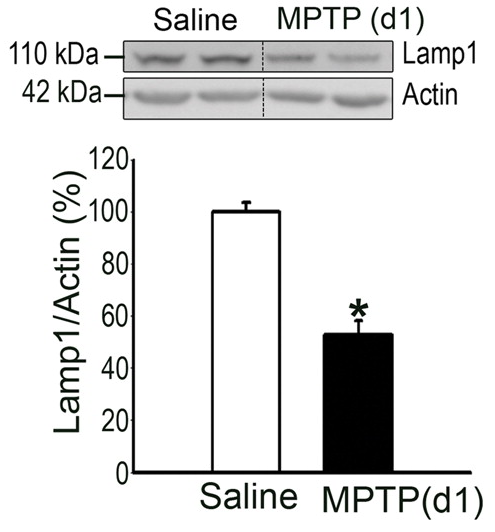 Saline MPTP (d1)
110 kDa Lamp1
42 kDa Actin
120
100
80
60
40
20
0
Lamp1/Actin (%)
*
Saline MPTP(d1)